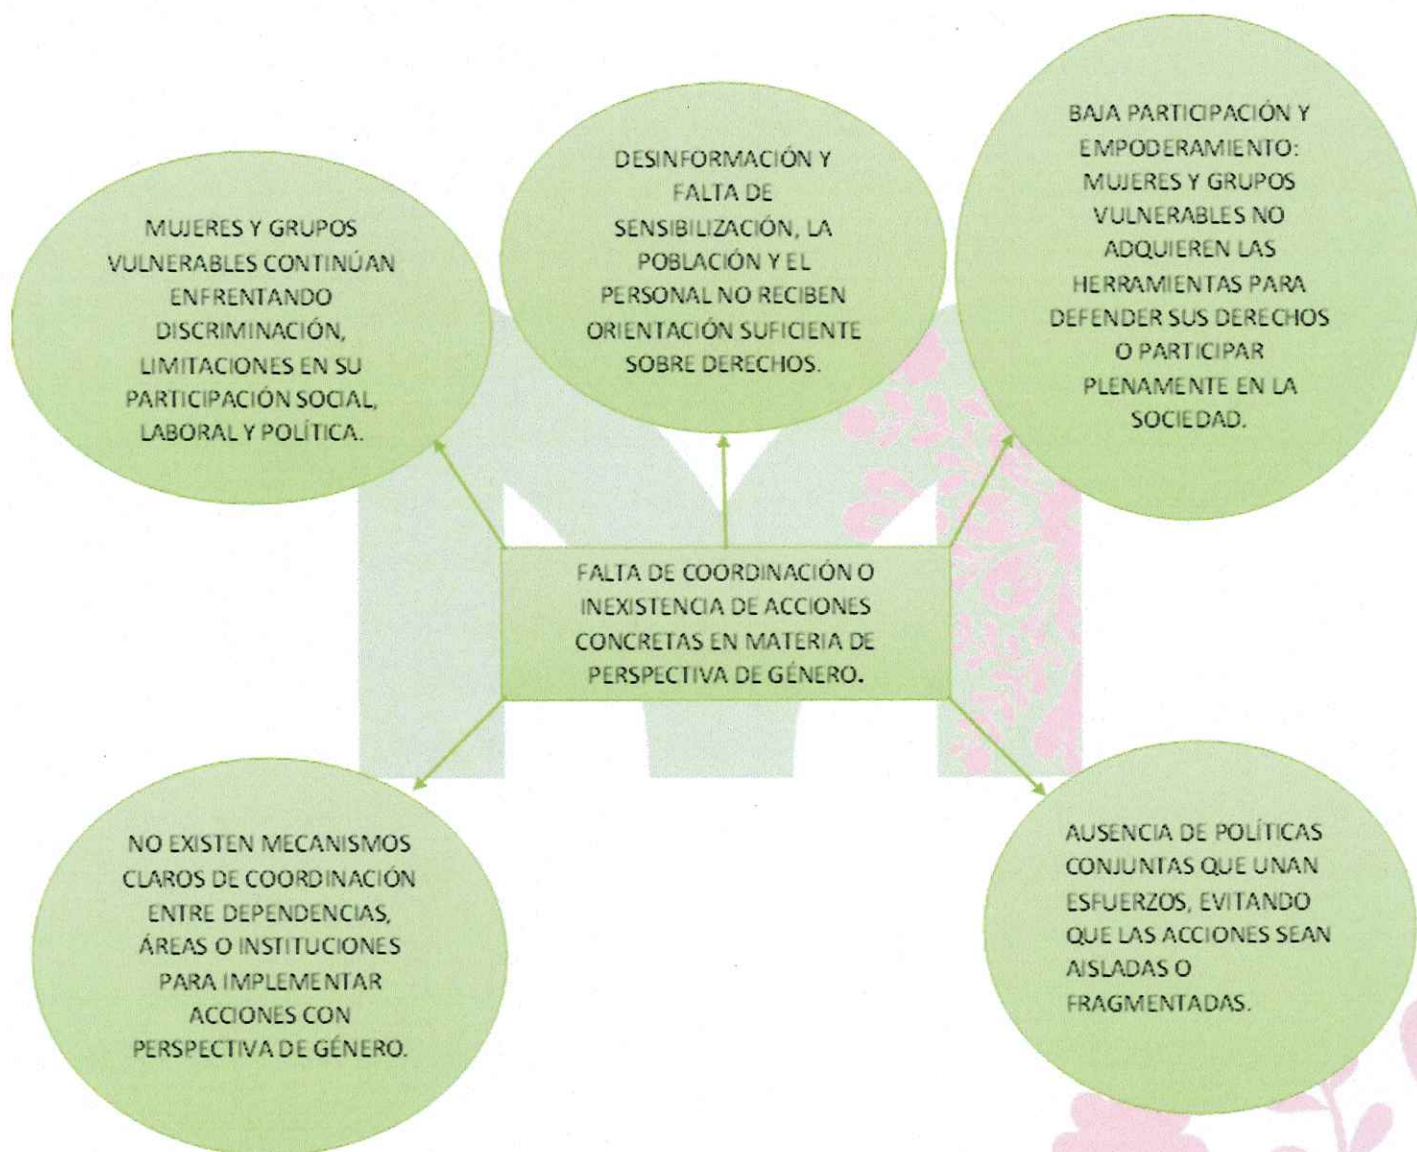 MUJERES Y GRUPOS
VULNERABLES CONTINÚAN
ENFRENTANDO
DISCRIMINACIÓN,
LIMITACIONES EN SU
PARTICIPACIÓN SOCIAL,
LABORAL Y POLÍTICA.
DESINFORMACIÓN Y
FALTA DE
SENSIBILIZACIÓN, LA
POBLACIÓN Y EL
PERSONAL NO RECIBEN
ORIENTACIÓN SUFICIENTE
SOBRE DERECHOS.
BAJA PARTICIPACIÓN Y
EMPODERAMIENTO:
MUJERES Y GRUPOS
VULNERABLES NO
ADQUIEREN LAS
HERRAMIENTAS PARA
DEFENDER SUS DERECHOS
O PARTICIPAR
PLENAMENTE EN LA
SOCIEDAD.
FALTA DE COORDINACIÓN O
INEXISTENCIA DE ACCIONES
CONCRETAS EN MATERIA DE
PERSPECTIVA DE GÉNERO.
NO EXISTEN MECANISMOS
CLAROS DE COORDINACIÓN
ENTRE DEPENDENCIAS,
ÁREAS O INSTITUCIONES
PARA IMPLEMENTAR
ACCIONES CON
PERSPECTIVA DE GÉNERO.
AUSENCIA DE POLÍTICAS
CONJUNTAS QUE UNAN
ESFUERZOS, EVITANDO
QUE LAS ACCIONES SEAN
AISLADAS O
FRAGMENTADAS.